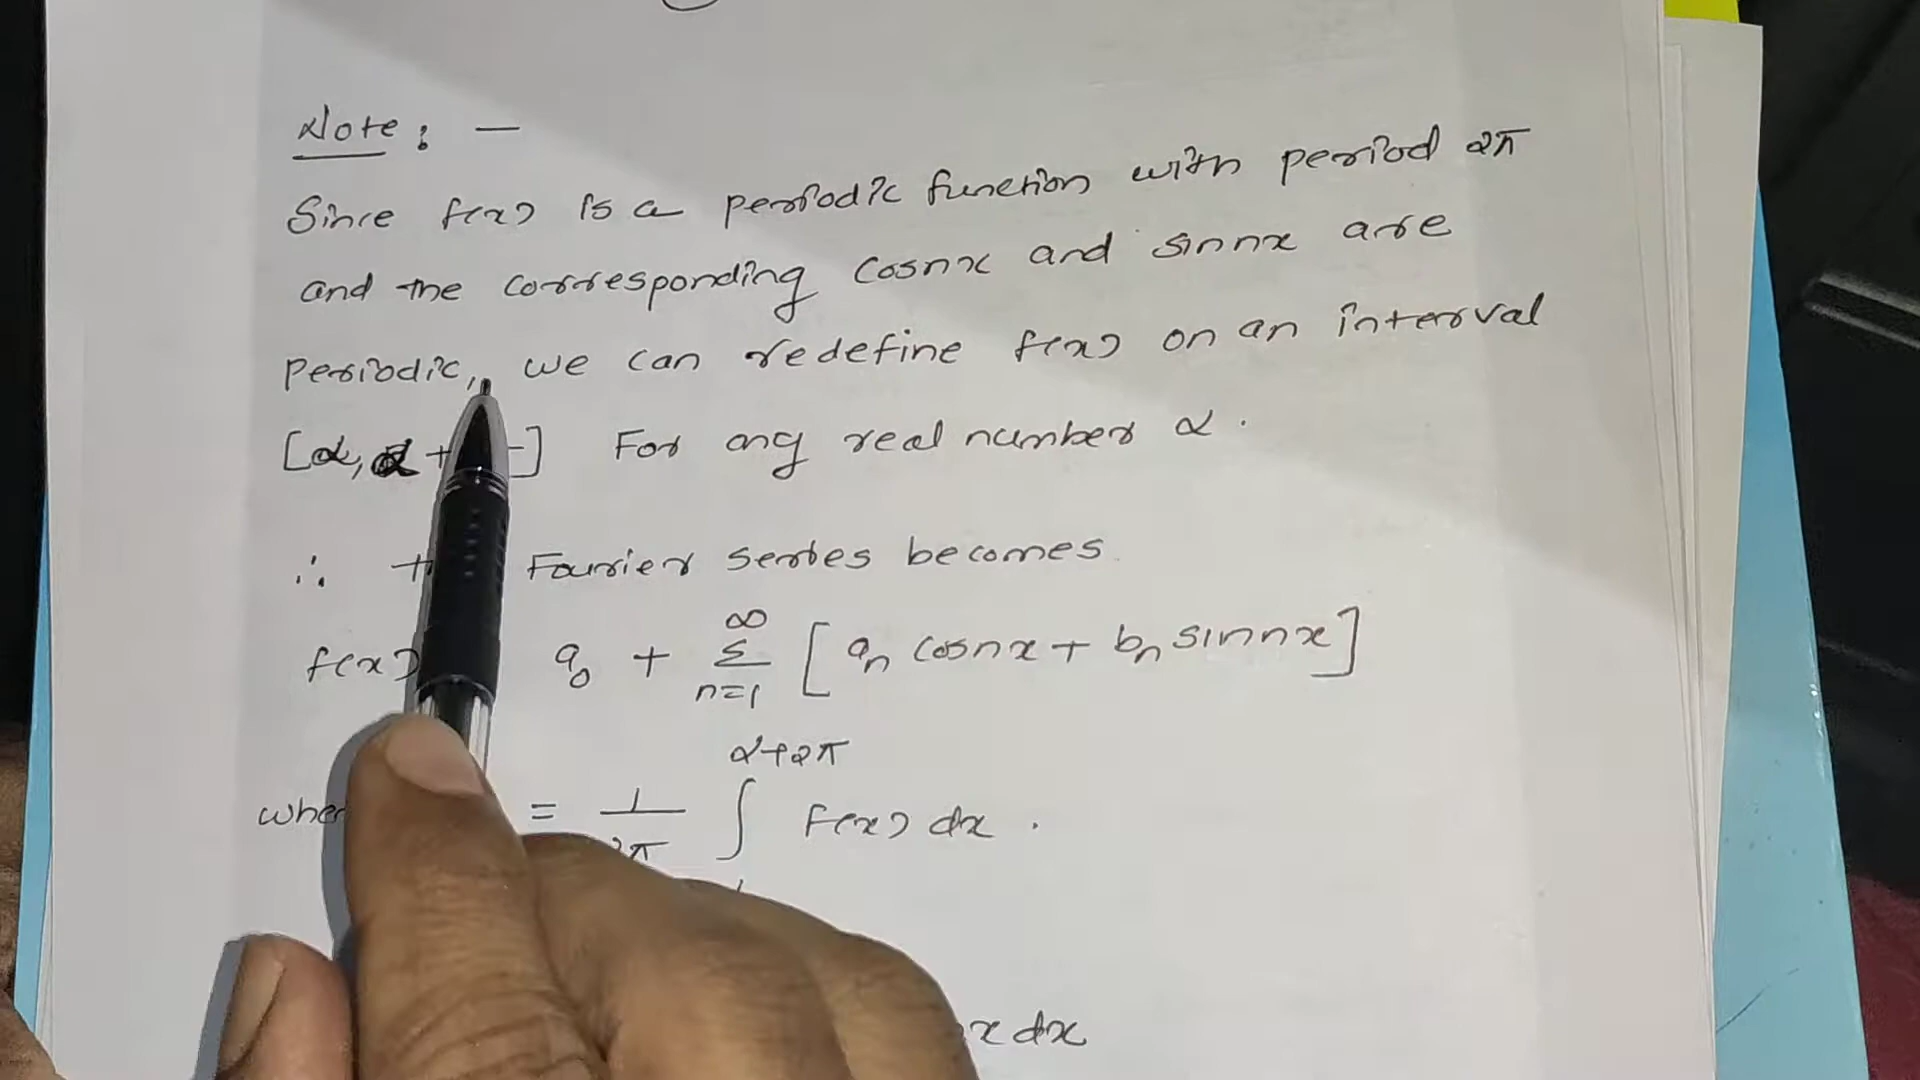 Note : —
Since f(x) is a periodic function with period 2π
and the corresponding cosnx and sinnx are
periodic, we can redefine f(x) on an interval
[α, α + ] For any real number α.
∴ Fourier series becomes
f(x) a₀ + ∞ Σ n=1 [ aₙ cosnx + bₙ sinnx ]
= 1/2π ∫ α+2π f(x) dx .
x dx